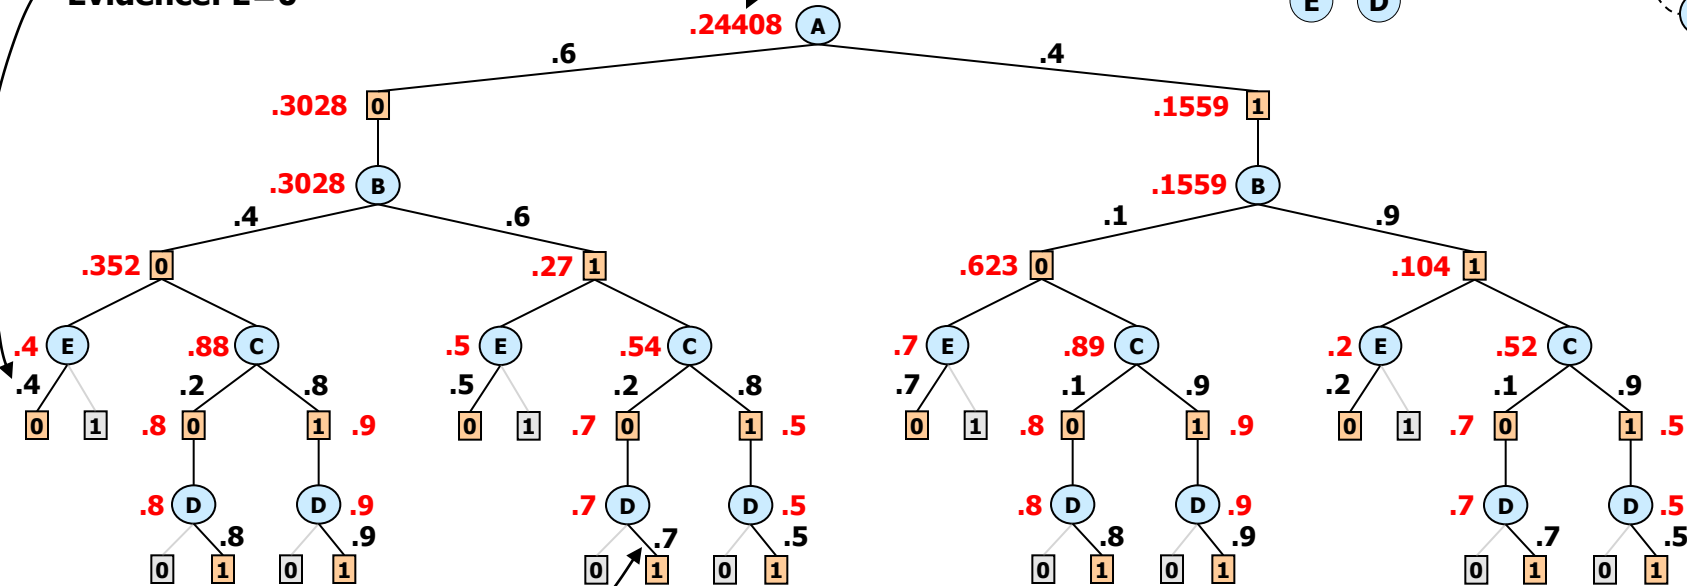 Evidence: E=0
E D
.24408 A
.6 .4
.3028 0 .1559 1
.3028 B .1559 B
.4 .6 .1 .9
.352 0 .27 1 .623 0 .104 1
.4 E .88 C .5 E .54 C .7 E .89 C .2 E .52 C
.4 .2 .8 .5 .2 .8 .7 .1 .9 .2 .1 .9
0 1 .8 0 1 .9 0 1 .7 0 1 .5 0 1 .8 0 1 .9 0 1 .7 0 1 .5
.8 D D .9 .7 D D .5 .8 D D .9 .7 D D .5
.8 .9 .7 .5 .8 .9 .7 .5
0 1 0 1 0 1 0 1 0 1 0 1 0 1 0 1